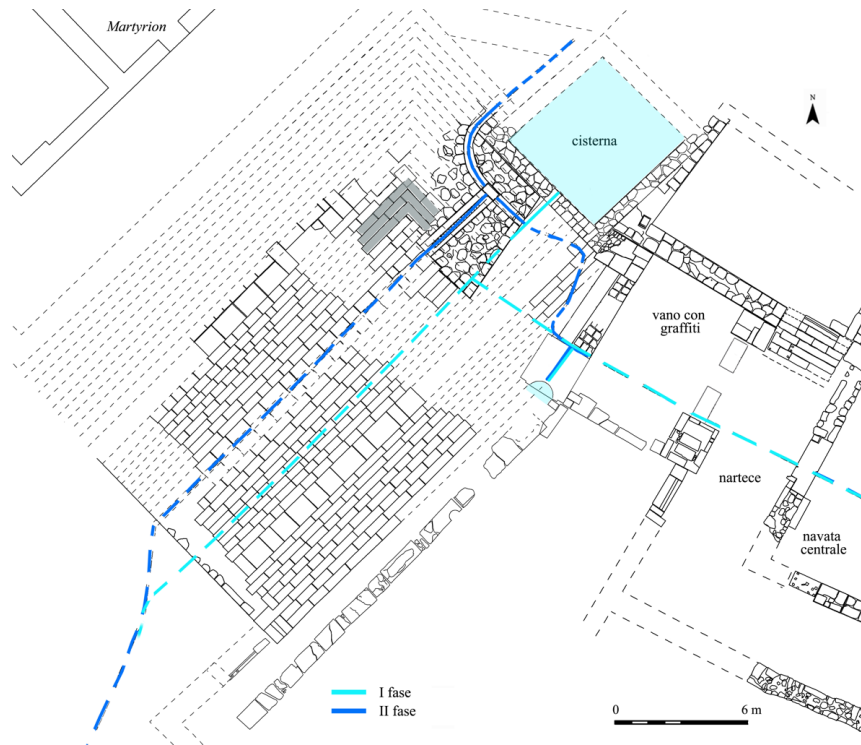 Martyrion
N
cisterna
vano con
graffiti
nartece
navata
centrale
I fase
II fase
0
6 m